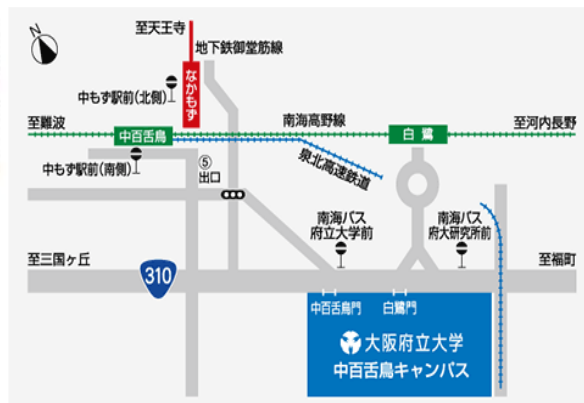 至天王寺
地下鉄御堂筋線
なかもず
中もず駅前(北側)
至難波
中百舌鳥
南海高野線
白鷺
至河内長野
泉北高速鉄道
中もず駅前(南側)
⑤
出口
南海バス
府立大学前
南海バス
府大研究所前
至三国ヶ丘
310
至福町
中百舌鳥門
白鷺門
大阪府立大学
中百舌鳥キャンパス